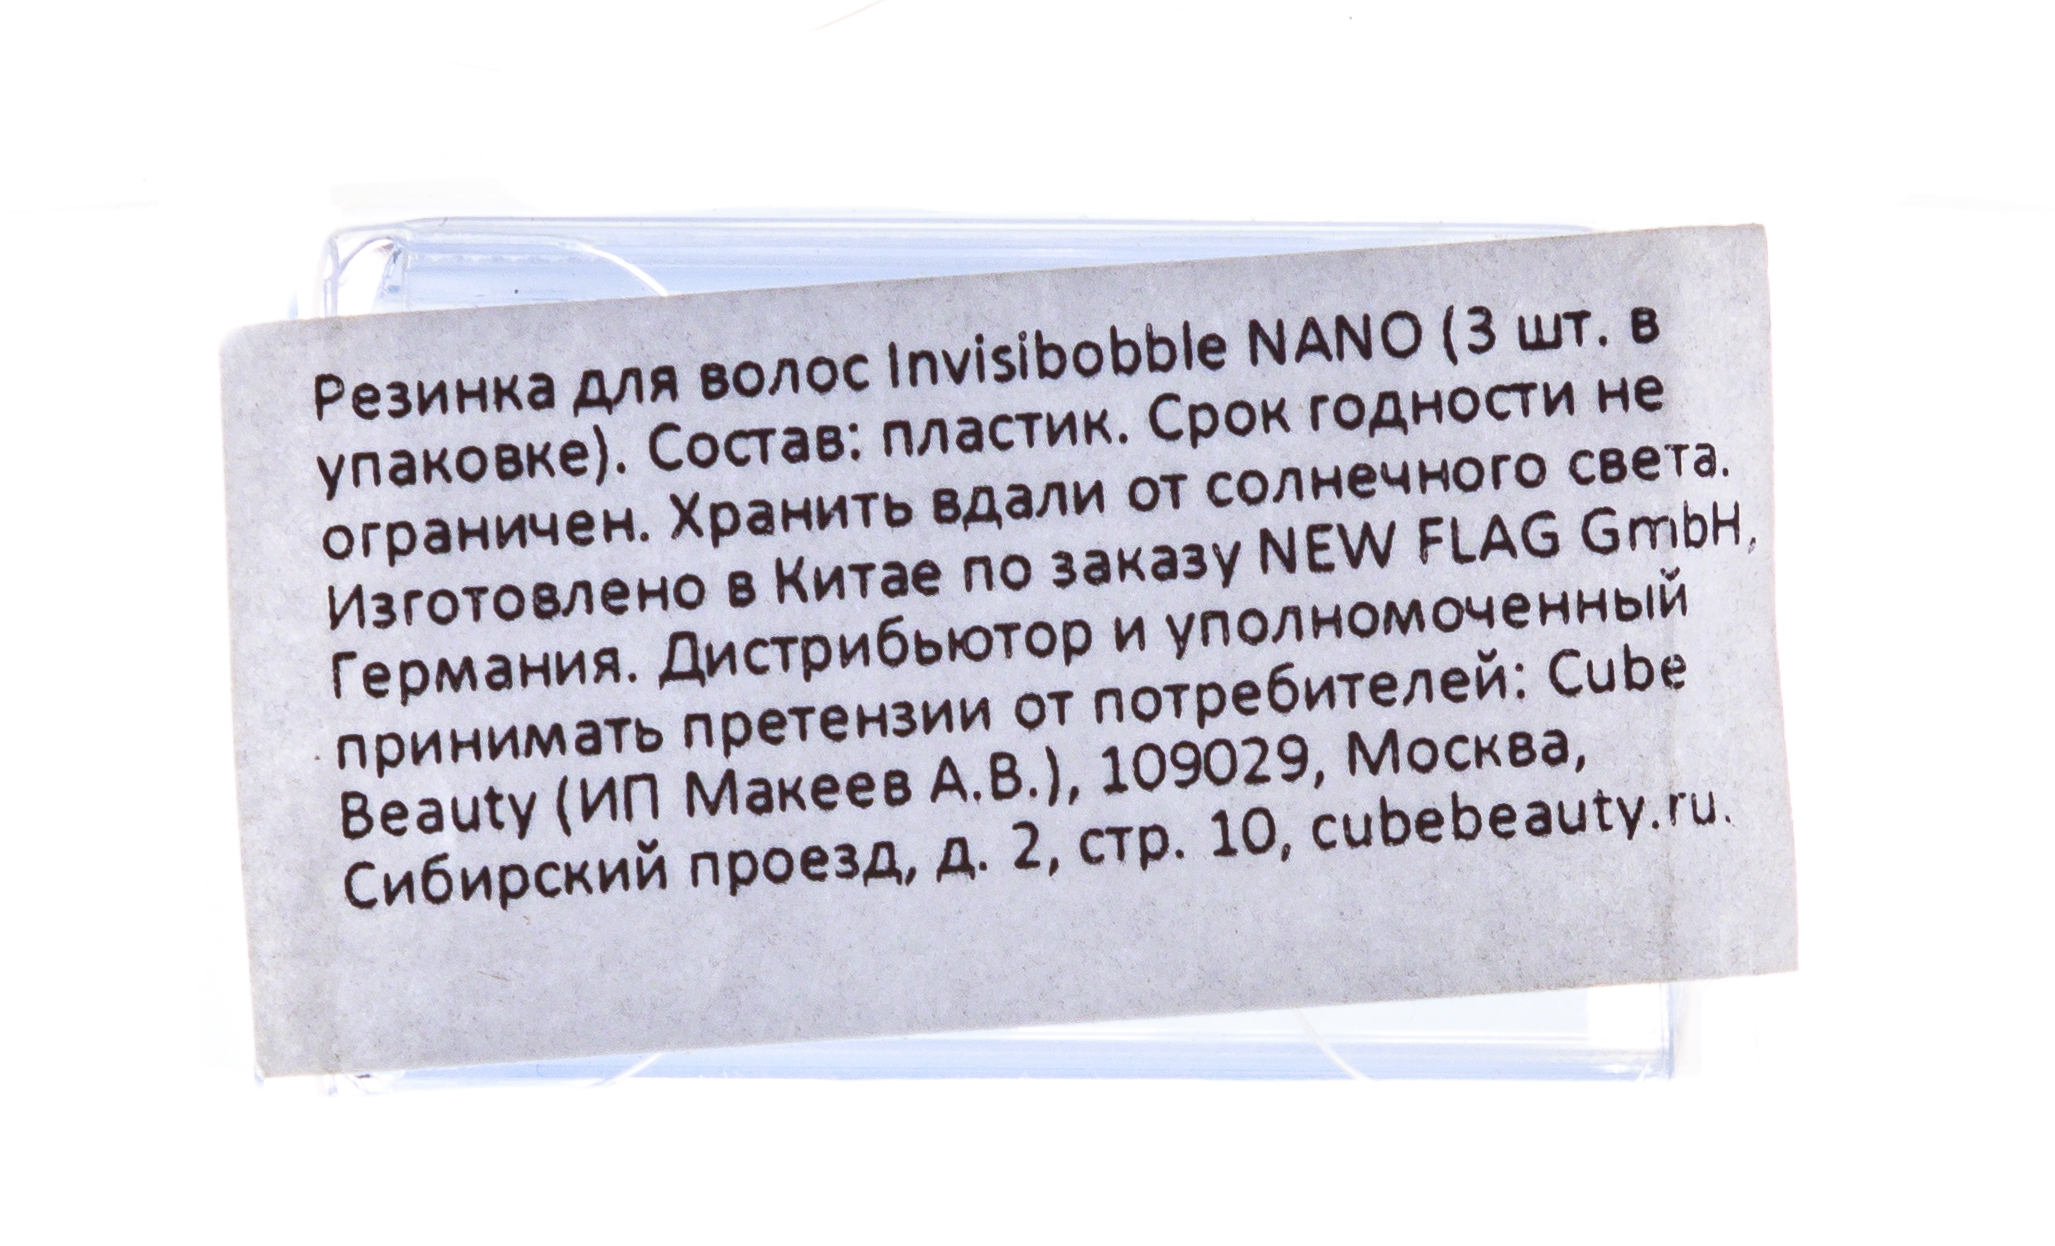 Резинка для волос Invisibobble NANO (3 шт. в
упаковке). Состав: пластик. Срок годности не
ограничен. Хранить вдали от солнечного света.
Изготовлено в Китае по заказу NEW FLAG GmbH,
Германия. Дистрибьютор и уполномоченный
принимать претензии от потребителей: Cube
Beauty (ИП Макеев А.В.), 109029, Москва,
Сибирский проезд, д. 2, стр. 10, cubebeauty.ru.